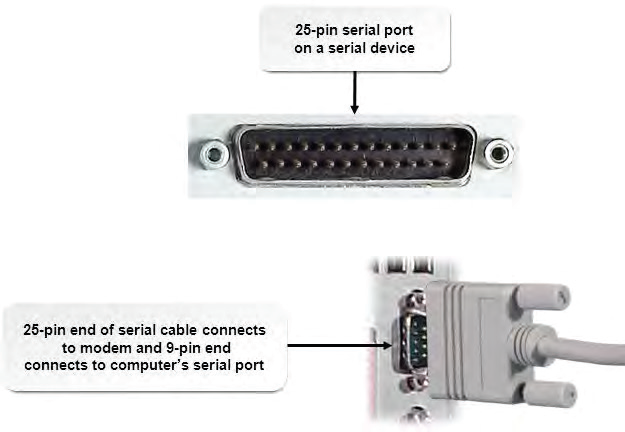 25-pin serial port
on a serial device
25-pin end of serial cable connects
to modem and 9-pin end
connects to computer's serial port